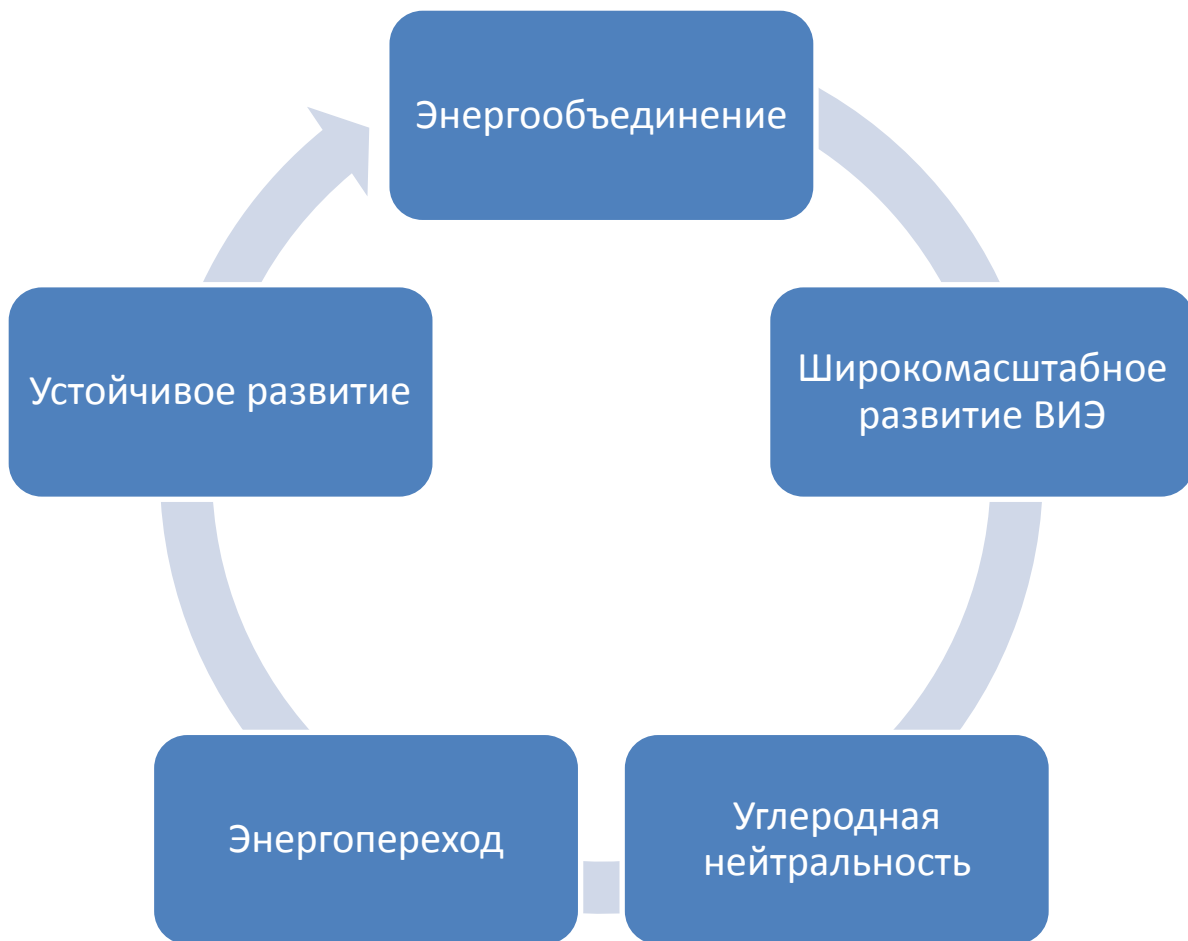 Энергообъединение
Широкомасштабное
развитие ВИЭ
Углеродная
нейтральность
Энергопереход
Устойчивое развитие